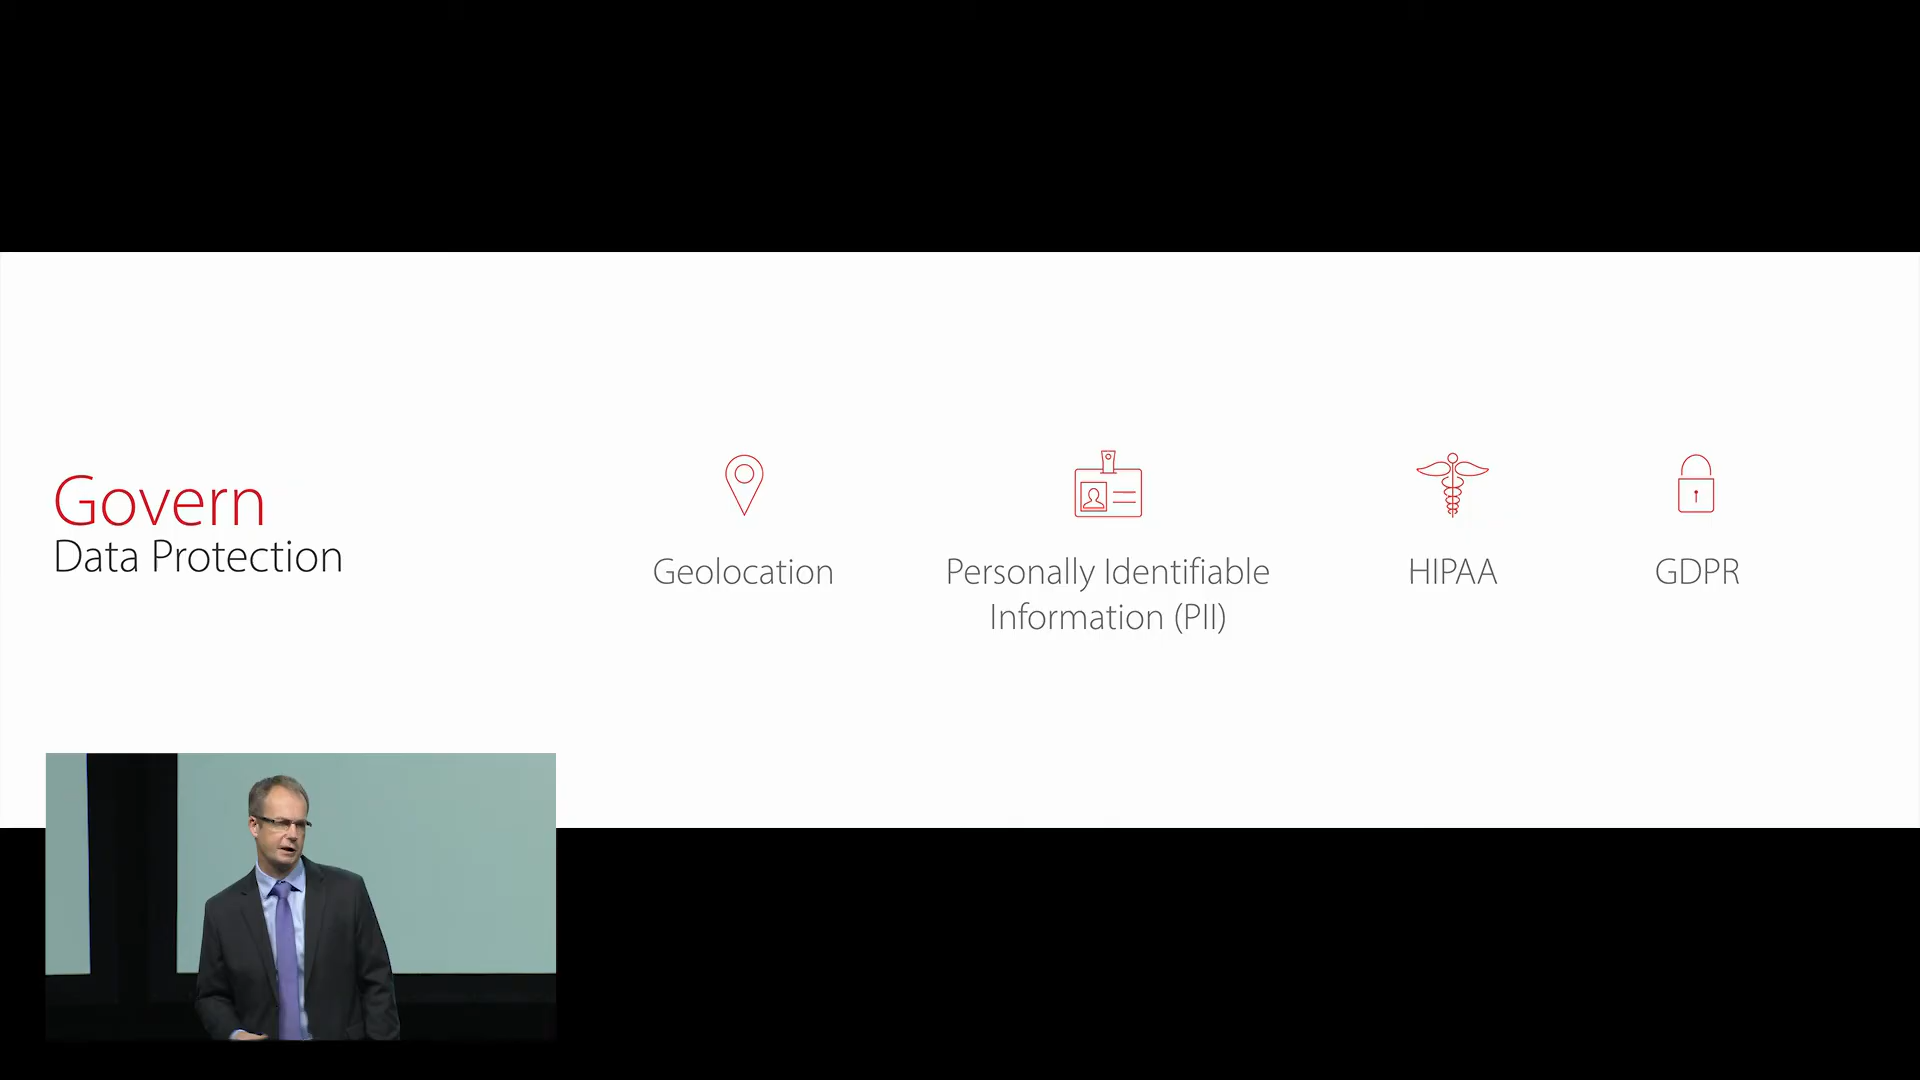 Govern
Data Protection
Geolocation
Personally Identifiable
Information (PII)
HIPAA
GDPR